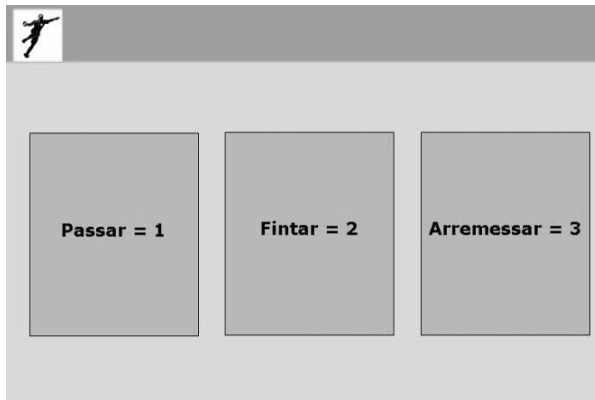 Passar = 1
Fintar = 2
Arremessar = 3